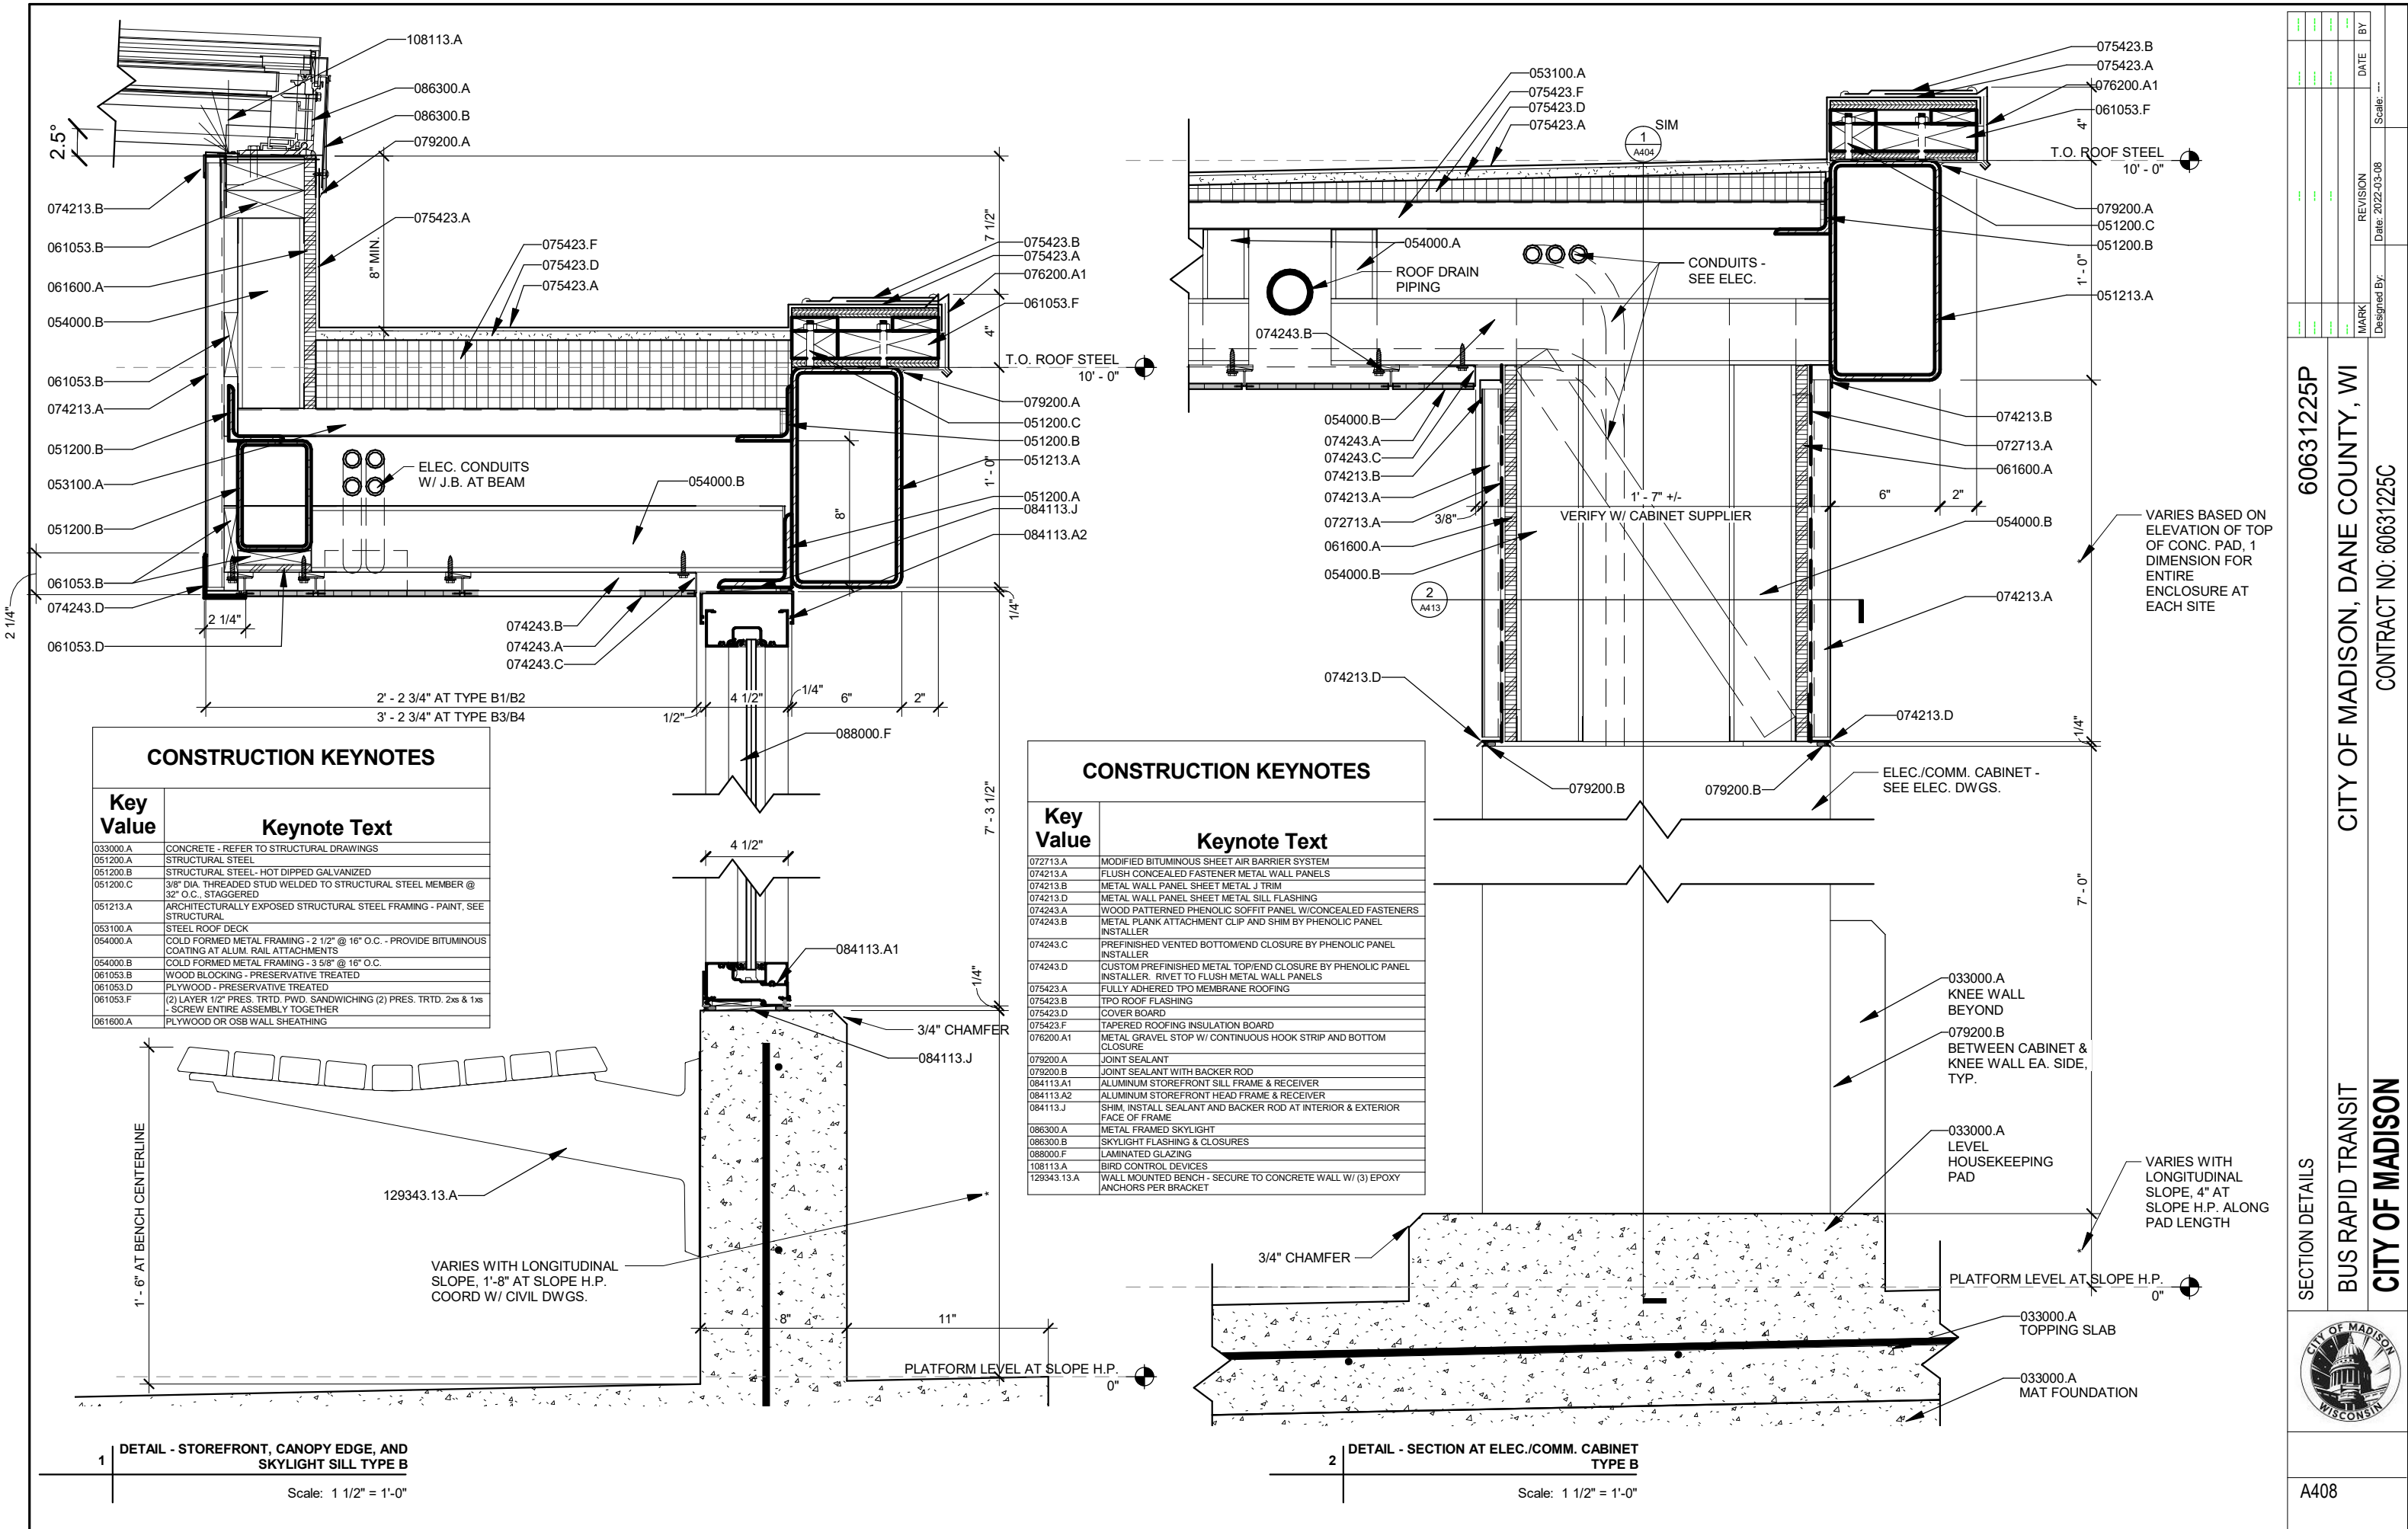 108113.A
086300.A
086300.B
079200.A
2.5°
074213.B
061053.B
061600.A
054000.B
061053.B
074213.A
051200.B
053100.A
051200.B
061053.B
074243.D
061053.D
075423.A
8" MIN.
075423.F
075423.D
075423.A
7 1/2"
075423.B
075423.A
076200.A1
061053.F
4"
T.O. ROOF STEEL
10' - 0"
079200.A
051200.C
051200.B
051213.A
1' - 0"
051200.A
084113.J
084113.A2
ELEC. CONDUITS
W/ J.B. AT BEAM
054000.B
8"
2 1/4"
2 1/4"
074243.B
074243.A
074243.C
1/4"
2' - 2 3/4" AT TYPE B1/B2
3' - 2 3/4" AT TYPE B3/B4
1/2"
4 1/2"
1/4"
6"
2"
088000.F
7' - 3 1/2"
4 1/2"
084113.A1
1/4"
3/4" CHAMFER
084113.J
1' - 6" AT BENCH CENTERLINE
129343.13.A
*
VARIES WITH LONGITUDINAL
SLOPE, 1'-8" AT SLOPE H.P.
COORD W/ CIVIL DWGS.
8"
11"
PLATFORM LEVEL AT SLOPE H.P.
0"
CONSTRUCTION KEYNOTES
Key
Value
Keynote Text
033000.A CONCRETE - REFER TO STRUCTURAL DRAWINGS
051200.A STRUCTURAL STEEL
051200.B STRUCTURAL STEEL- HOT DIPPED GALVANIZED
051200.C 3/8" DIA. THREADED STUD WELDED TO STRUCTURAL STEEL MEMBER @
32" O.C., STAGGERED
051213.A ARCHITECTURALLY EXPOSED STRUCTURAL STEEL FRAMING - PAINT, SEE
STRUCTURAL
053100.A STEEL ROOF DECK
054000.A COLD FORMED METAL FRAMING - 2 1/2" @ 16" O.C. - PROVIDE BITUMINOUS
COATING AT ALUM. RAIL ATTACHMENTS
054000.B COLD FORMED METAL FRAMING - 3 5/8" @ 16" O.C.
061053.B WOOD BLOCKING - PRESERVATIVE TREATED
061053.D PLYWOOD - PRESERVATIVE TREATED
061053.F (2) LAYER 1/2" PRES. TRTD. PWD. SANDWICHING (2) PRES. TRTD. 2xs & 1xs
- SCREW ENTIRE ASSEMBLY TOGETHER
061600.A PLYWOOD OR OSB WALL SHEATHING
1
DETAIL - STOREFRONT, CANOPY EDGE, AND
SKYLIGHT SILL TYPE B
Scale: 1 1/2" = 1'-0"
053100.A
075423.F
075423.D
075423.A
1
A404
SIM
075423.B
075423.A
076200.A1
061053.F
4"
T.O. ROOF STEEL
10' - 0"
079200.A
051200.C
051200.B
1' - 0"
051213.A
054000.A
ROOF DRAIN
PIPING
CONDUITS -
SEE ELEC.
074243.B
054000.B
074243.A
074243.C
074213.B
074213.A
072713.A
061600.A
054000.B
3/8"
1' - 7" +/-
VERIFY W/ CABINET SUPPLIER
6"
2"
074213.B
072713.A
061600.A
054000.B
074213.A
*
VARIES BASED ON
ELEVATION OF TOP
OF CONC. PAD, 1
DIMENSION FOR
ENTIRE
ENCLOSURE AT
EACH SITE
2
A413
074213.D
074213.D
1/4"
079200.B
079200.B
ELEC./COMM. CABINET -
SEE ELEC. DWGS.
7' - 0"
033000.A
KNEE WALL
BEYOND
079200.B
BETWEEN CABINET &
KNEE WALL EA. SIDE,
TYP.
033000.A
LEVEL
HOUSEKEEPING
PAD
*
VARIES WITH
LONGITUDINAL
SLOPE, 4" AT
SLOPE H.P. ALONG
PAD LENGTH
3/4" CHAMFER
PLATFORM LEVEL AT SLOPE H.P.
0"
033000.A
TOPPING SLAB
033000.A
MAT FOUNDATION
CONSTRUCTION KEYNOTES
Key
Value
Keynote Text
072713.A MODIFIED BITUMINOUS SHEET AIR BARRIER SYSTEM
074213.A FLUSH CONCEALED FASTENER METAL WALL PANELS
074213.B METAL WALL PANEL SHEET METAL J TRIM
074213.D METAL WALL PANEL SHEET METAL SILL FLASHING
074243.A WOOD PATTERNED PHENOLIC SOFFIT PANEL W/CONCEALED FASTENERS
074243.B METAL PLANK ATTACHMENT CLIP AND SHIM BY PHENOLIC PANEL
INSTALLER
074243.C PREFINISHED VENTED BOTTOM/END CLOSURE BY PHENOLIC PANEL
INSTALLER
074243.D CUSTOM PREFINISHED METAL TOP/END CLOSURE BY PHENOLIC PANEL
INSTALLER. RIVET TO FLUSH METAL WALL PANELS
075423.A FULLY ADHERED TPO MEMBRANE ROOFING
075423.B TPO ROOF FLASHING
075423.D COVER BOARD
075423.F TAPERED ROOFING INSULATION BOARD
076200.A1 METAL GRAVEL STOP W/ CONTINUOUS HOOK STRIP AND BOTTOM
CLOSURE
079200.A JOINT SEALANT
079200.B JOINT SEALANT WITH BACKER ROD
084113.A1 ALUMINUM STOREFRONT SILL FRAME & RECEIVER
084113.A2 ALUMINUM STOREFRONT HEAD FRAME & RECEIVER
084113.J SHIM, INSTALL SEALANT AND BACKER ROD AT INTERIOR & EXTERIOR
FACE OF FRAME
086300.A METAL FRAMED SKYLIGHT
086300.B SKYLIGHT FLASHING & CLOSURES
088000.F LAMINATED GLAZING
108113.A BIRD CONTROL DEVICES
129343.13.A WALL MOUNTED BENCH - SECURE TO CONCRETE WALL W/ (3) EPOXY
ANCHORS PER BRACKET
2
DETAIL - SECTION AT ELEC./COMM. CABINET
TYPE B
Scale: 1 1/2" = 1'-0"
MARK
REVISION
DATE
BY
Designed By:
Date: 2022-03-08
Scale: ---
60631225P
CITY OF MADISON, DANE COUNTY, WI
CONTRACT NO: 60631225C
SECTION DETAILS
BUS RAPID TRANSIT
CITY OF MADISON
CITY OF MADISON
WISCONSIN
A408